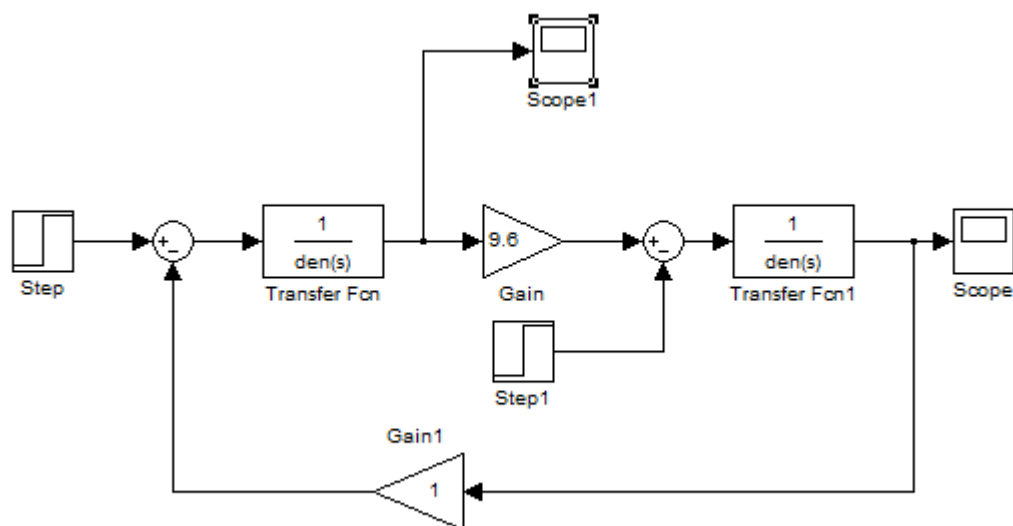 Scope1
+
−
1
den(s)
9.6
+
−
1
den(s)
Step
Transfer Fcn
Gain
Transfer Fcn1
Scope
Step1
Gain1
1